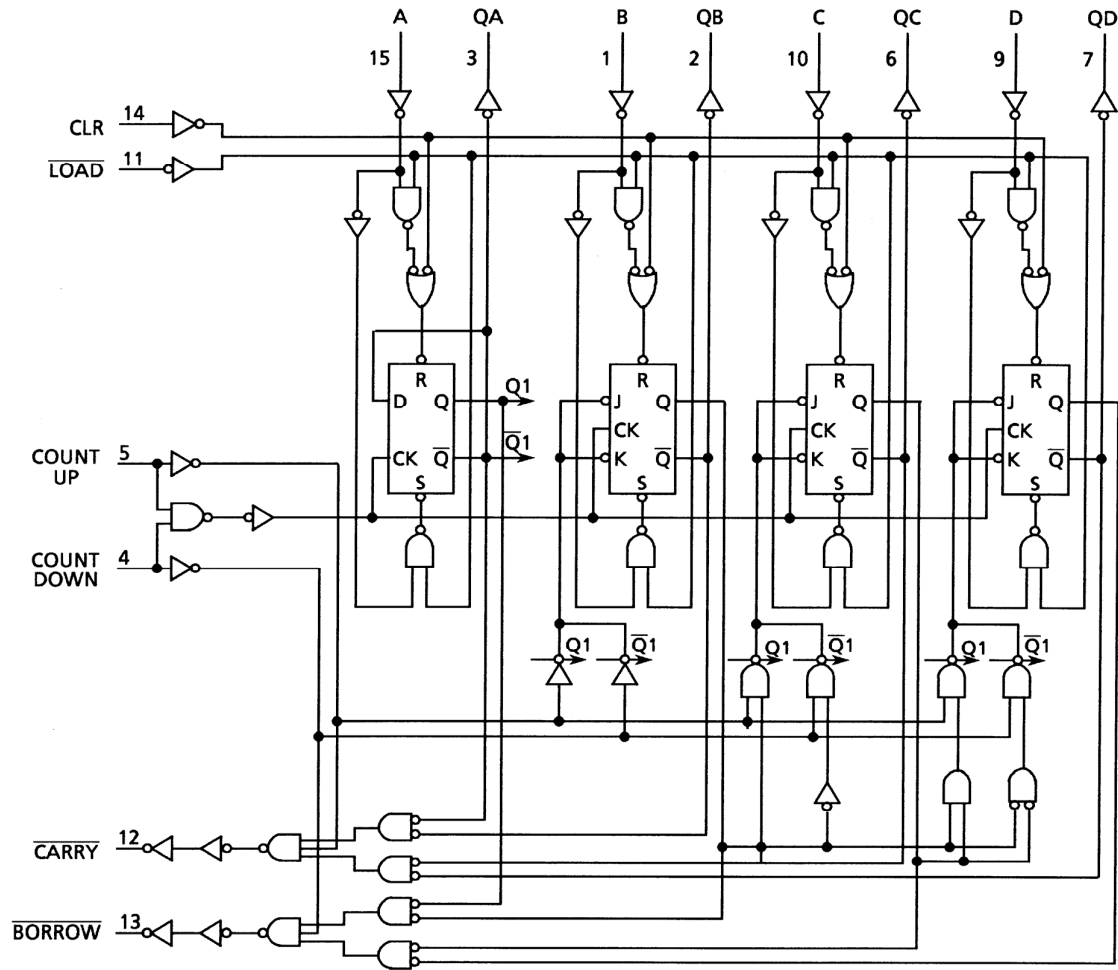 A QA B QB C QC D QD
15 3 1 2 10 6 9 7
CLR 14
LOAD 11
R R R R
D Q Q1 J Q J Q J Q
CK CK CK
COUNT UP 5
CK Q Q1 K Q K Q K Q
S S S S
COUNT DOWN 4
Q1 Q1 Q1 Q1 Q1 Q1
CARRY 12
BORROW 13